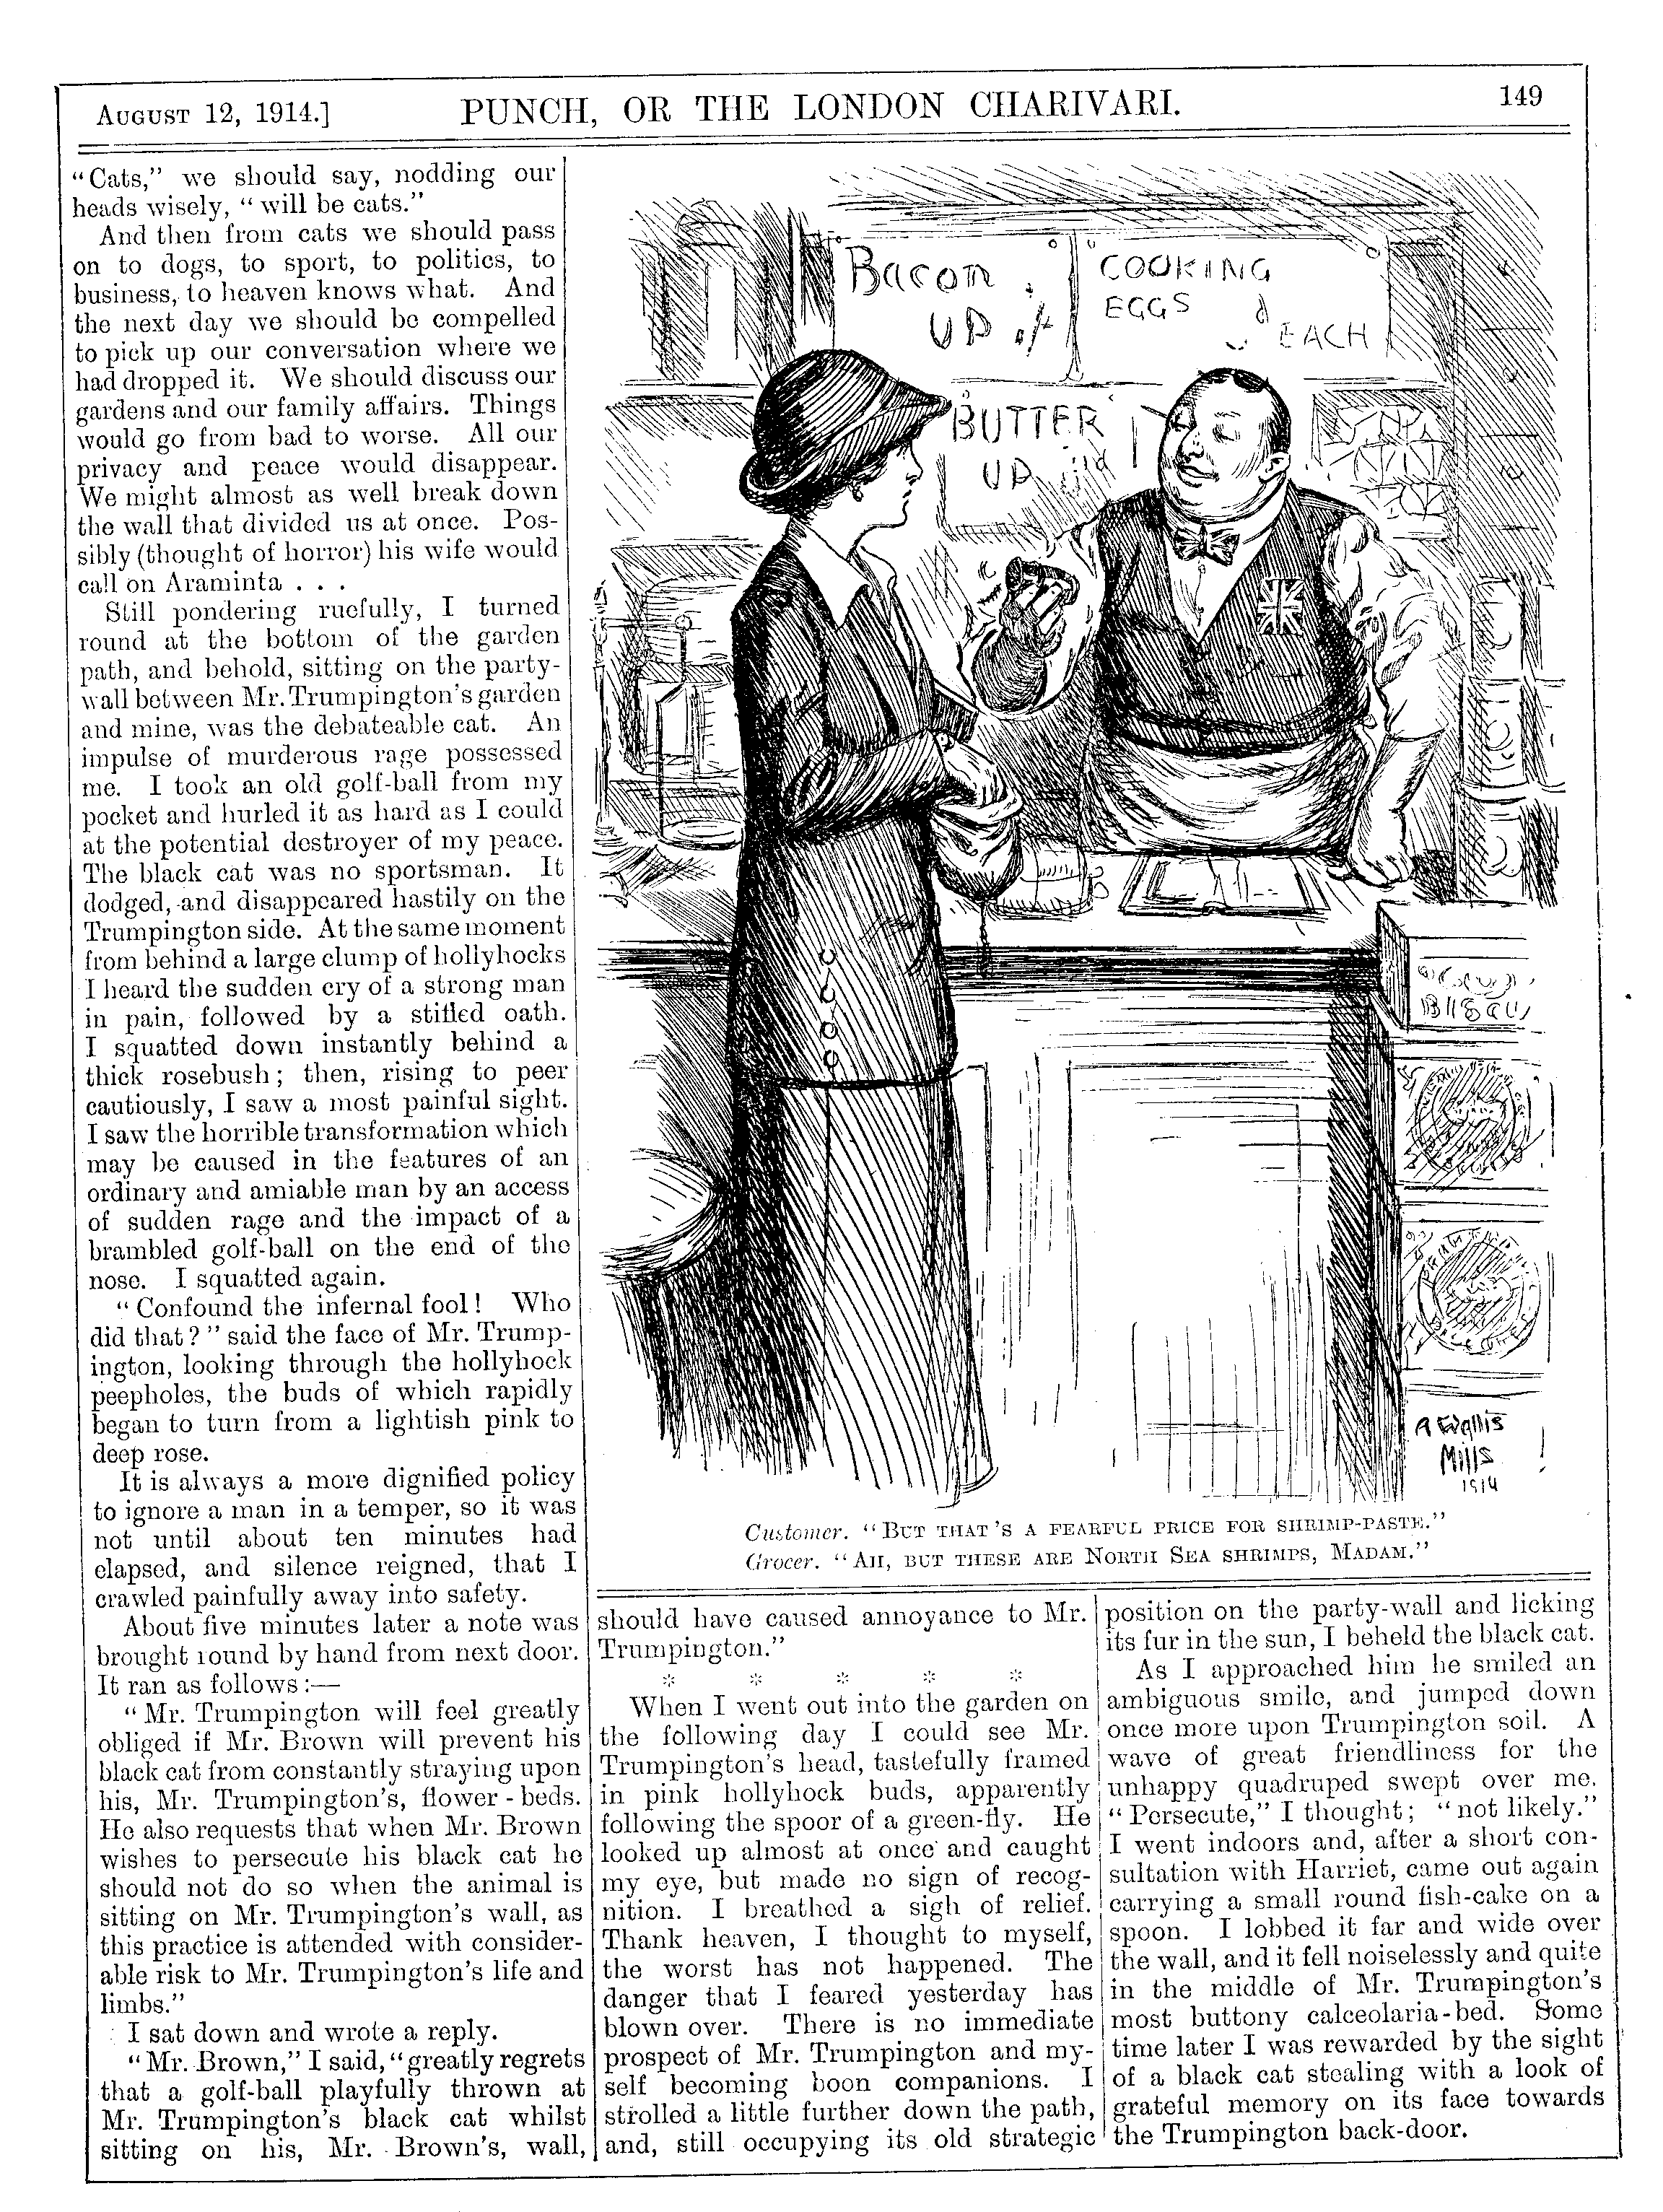 AUGUST 12, 1914.] PUNCH, OR THE LONDON CHARIVARI. 149
"Cats," we should say, nodding our
heads wisely, "will be cats."
And then from cats we should pass
on to dogs, to sport, to politics, to
business, to heaven knows what. And
the next day we should be compelled
to pick up our conversation where we
had dropped it. We should discuss our
gardens and our family affairs. Things
would go from bad to worse. All our
privacy and peace would disappear.
We might almost as well break down
the wall that divided us at once. Pos-
sibly (thought of horror) his wife would
call on Araminta . . .
Still pondering ruefully, I turned
round at the bottom of the garden
path, and behold, sitting on the party-
wall between Mr. Trumpington's garden
and mine, was the debateable cat. An
impulse of murderous rage possessed
me. I took an old golf-ball from my
pocket and hurled it as hard as I could
at the potential destroyer of my peace.
The black cat was no sportsman. It
dodged, and disappeared hastily on the
Trumpington side. At the same moment
from behind a large clump of hollyhocks
I heard the sudden cry of a strong man
in pain, followed by a stifled oath.
I squatted down instantly behind a
thick rosebush; then, rising to peer
cautiously, I saw a most painful sight.
I saw the horrible transformation which
may be caused in the features of an
ordinary and amiable man by an access
of sudden rage and the impact of a
brambled golf-ball on the end of the
nose. I squatted again.
"Confound the infernal fool! Who
did that?" said the face of Mr. Trump-
ington, looking through the hollyhock
peepholes, the buds of which rapidly
began to turn from a lightish pink to
deep rose.
It is always a more dignified policy
to ignore a man in a temper, so it was
not until about ten minutes had
elapsed, and silence reigned, that I
crawled painfully away into safety.
About five minutes later a note was
brought round by hand from next door.
It ran as follows:—
"Mr. Trumpington will feel greatly
obliged if Mr. Brown will prevent his
black cat from constantly straying upon
his, Mr. Trumpington's, flower-beds.
He also requests that when Mr. Brown
wishes to persecute his black cat he
should not do so when the animal is
sitting on Mr. Trumpington's wall, as
this practice is attended with consider-
able risk to Mr. Trumpington's life and
limbs."
I sat down and wrote a reply.
"Mr. Brown," I said, "greatly regrets
that a golf-ball playfully thrown at
Mr. Trumpington's black cat whilst
sitting on his, Mr. Brown's, wall,
Bacon
UP
COOKING
EGGS
EACH
BUTTER
UP
A Wallis
Mills
1914
Customer. "BUT THAT'S A FEARFUL PRICE FOR SHRIMP-PASTE."
Grocer. "AH, BUT THESE ARE NORTH SEA SHRIMPS, MADAM."
should have caused annoyance to Mr.
Trumpington."
* * * * *
When I went out into the garden on
the following day I could see Mr.
Trumpington's head, tastefully framed
in pink hollyhock buds, apparently
following the spoor of a green-fly. He
looked up almost at once and caught
my eye, but made no sign of recog-
nition. I breathed a sigh of relief.
Thank heaven, I thought to myself,
the worst has not happened. The
danger that I feared yesterday has
blown over. There is no immediate
prospect of Mr. Trumpington and my-
self becoming boon companions. I
strolled a little further down the path,
and, still occupying its old strategic
position on the party-wall and licking
its fur in the sun, I beheld the black cat.
As I approached him he smiled an
ambiguous smile, and jumped down
once more upon Trumpington soil. A
wave of great friendliness for the
unhappy quadruped swept over me.
"Persecute," I thought; "not likely."
I went indoors and, after a short con-
sultation with Harriet, came out again
carrying a small round fish-cake on a
spoon. I lobbed it far and wide over
the wall, and it fell noiselessly and quite
in the middle of Mr. Trumpington's
most buttony calceolaria-bed. Some
time later I was rewarded by the sight
of a black cat stealing with a look of
grateful memory on its face towards
the Trumpington back-door.